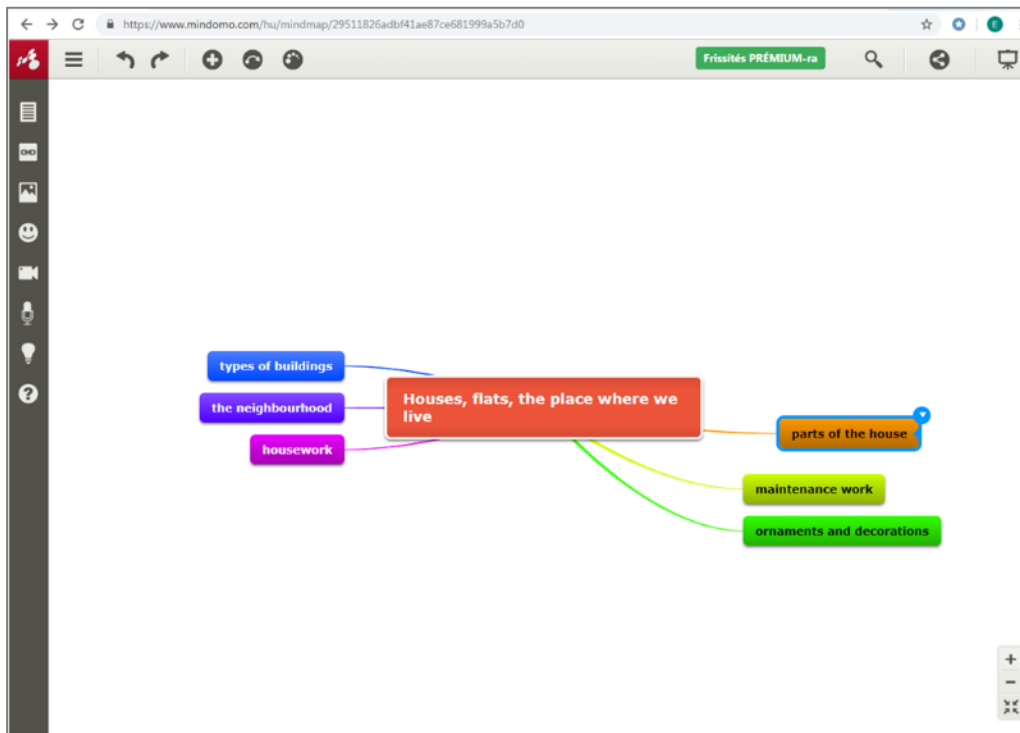 https://www.mindomo.com/hu/mindmap/29511826adbf41ae87ce681999a5b7d0
E
Frissítés PRÉMIUM-ra
types of buildings
the neighbourhood
housework
Houses, flats, the place where we
live
parts of the house
maintenance work
ornaments and decorations